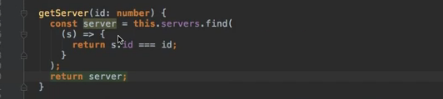 getServer(id: number) {
const server = this.servers.find(
(s) => {
return s.id === id;
}
);
return server;
}